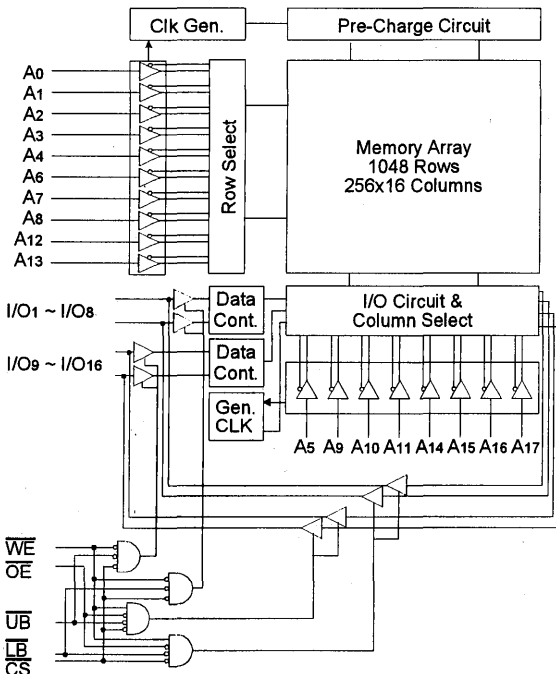 Clk Gen.
Pre-Charge Circuit
A0
A1
A2
A3
A4
A6
A7
A8
A12
A13
Row Select
Memory Array
1048 Rows
256x16 Columns
I/O1 ~ I/O8
Data
Cont.
I/O Circuit &
Column Select
I/O9 ~ I/O16
Data
Cont.
Gen.
CLK
A5 A9 A10 A11 A14 A15 A16 A17
WE
OE
UB
LB
CS